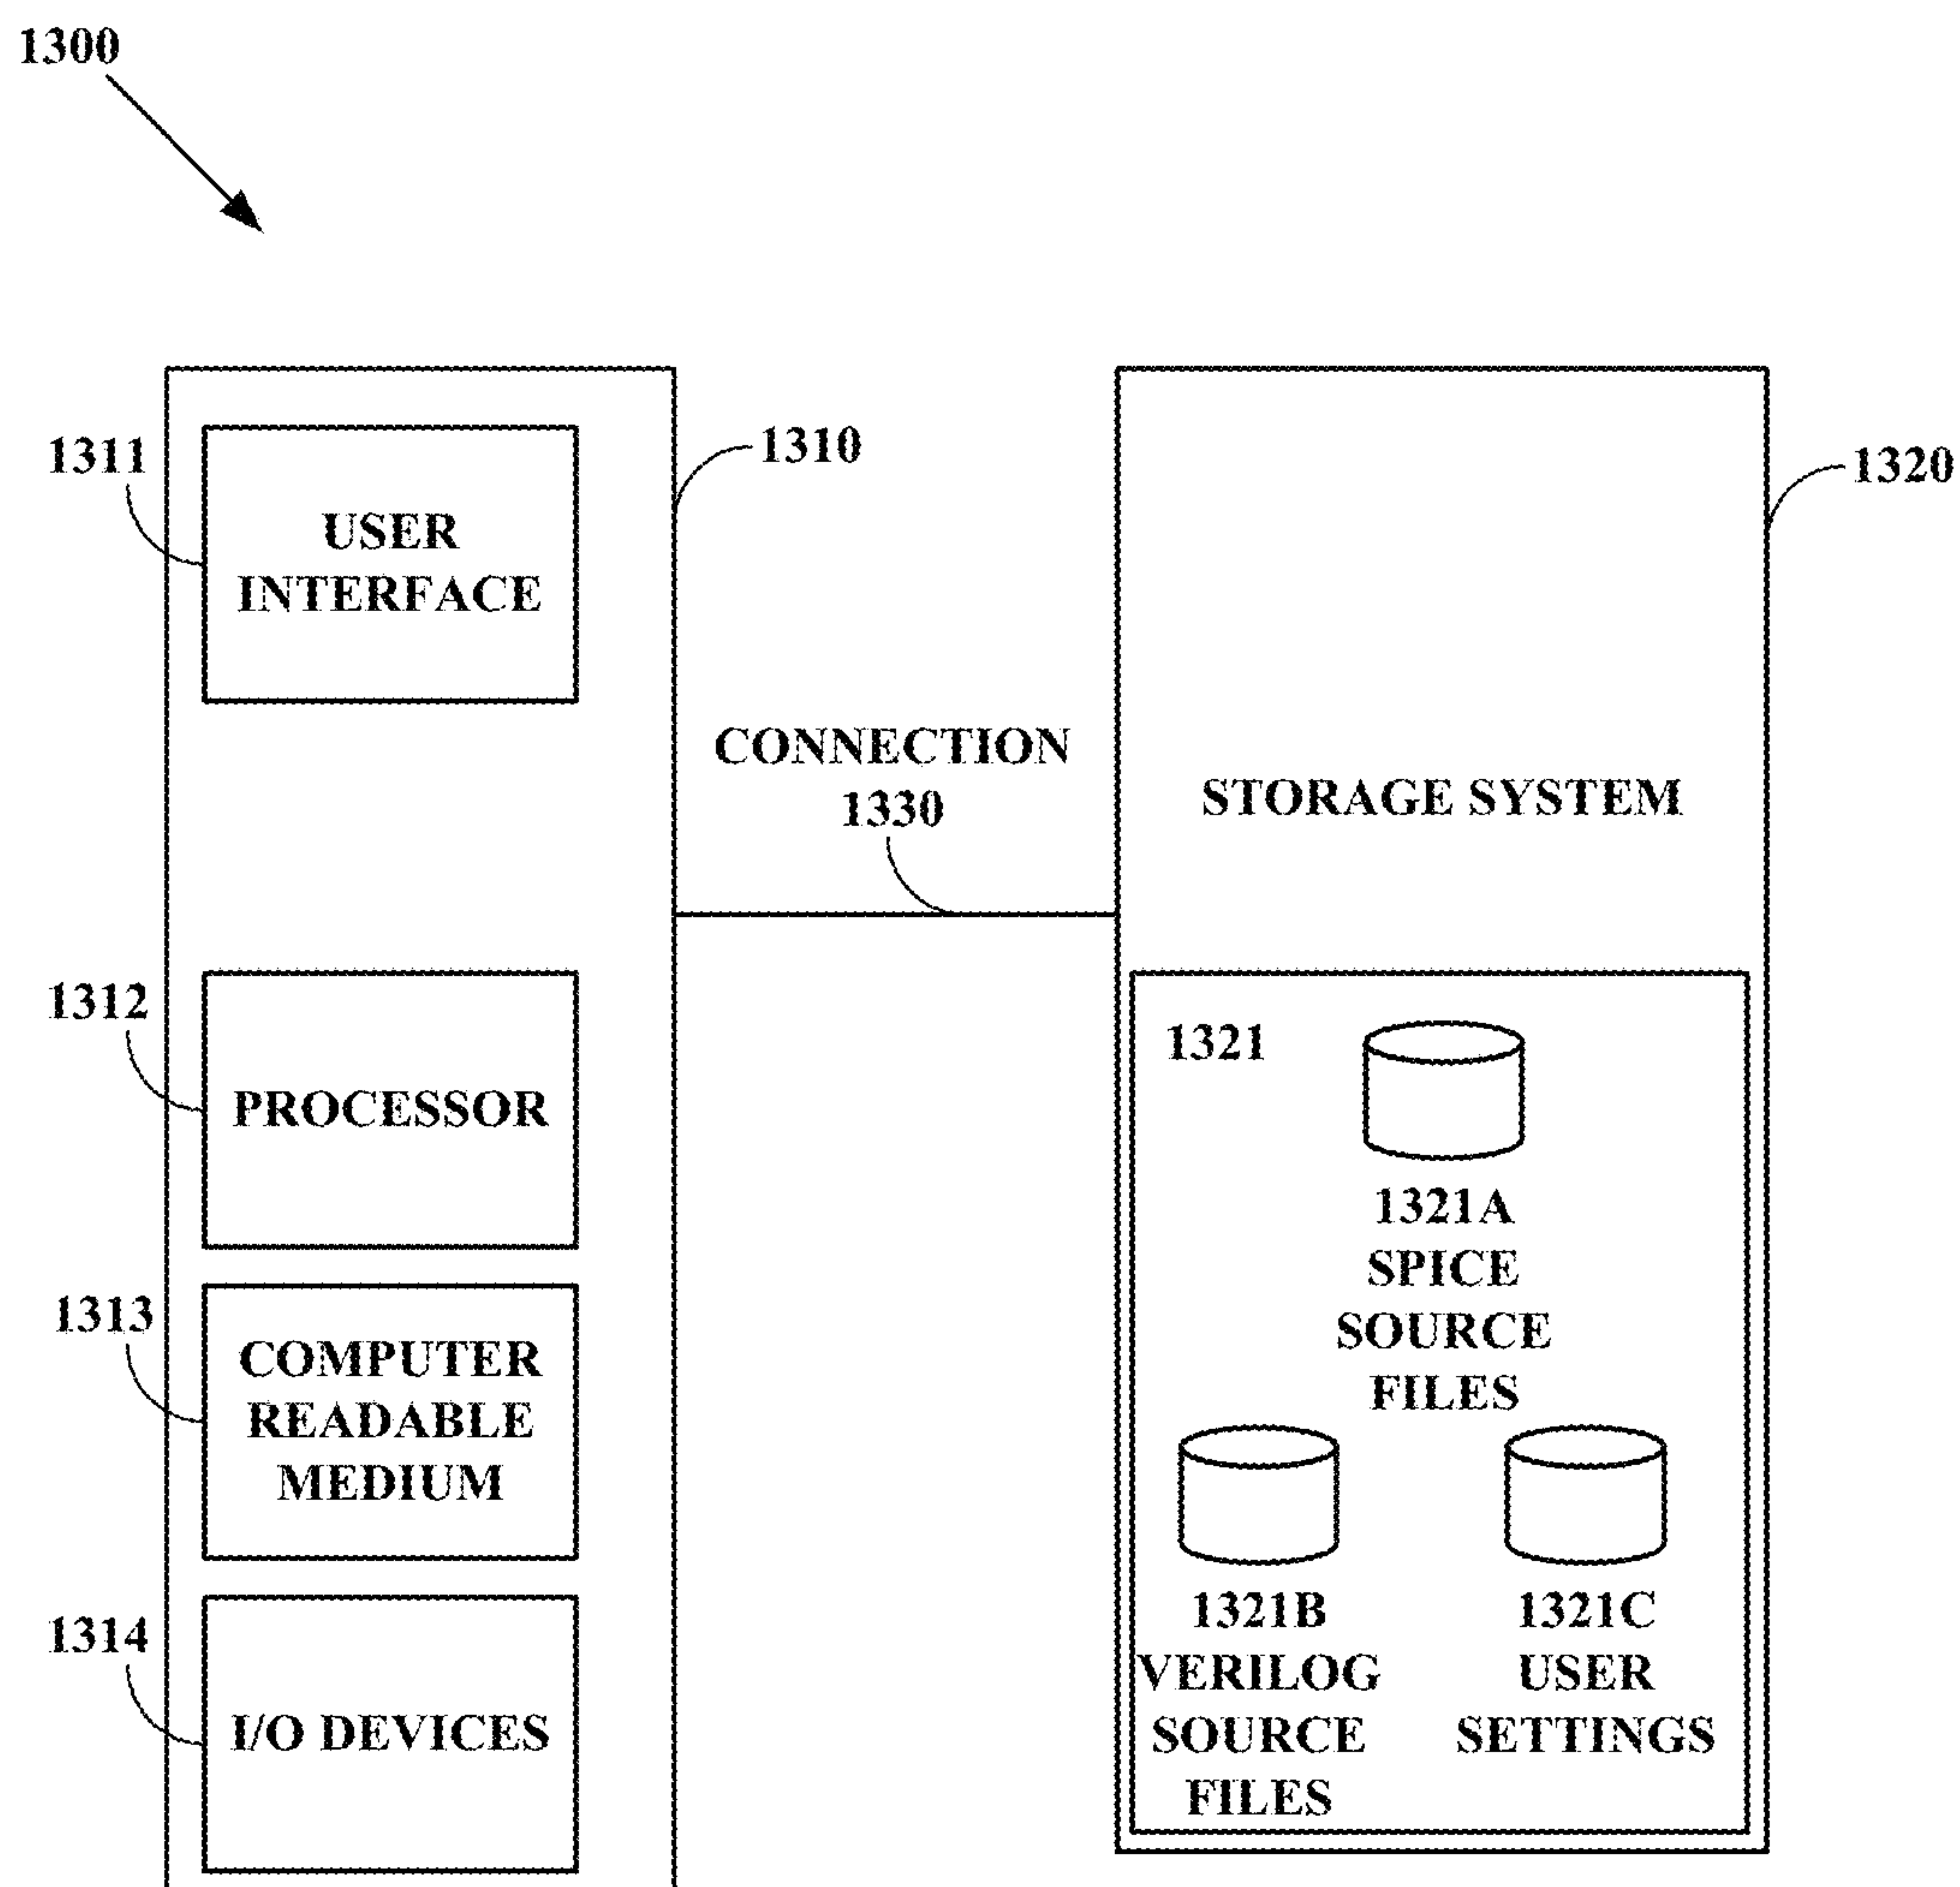 1300
1311
USER
INTERFACE
1310
1320
CONNECTION
1330
STORAGE SYSTEM
1312
PROCESSOR
1313
COMPUTER
READABLE
MEDIUM
1314
I/O DEVICES
1321
1321A
SPICE
SOURCE
FILES
1321B
VERILOG
SOURCE
FILES
1321C
USER
SETTINGS